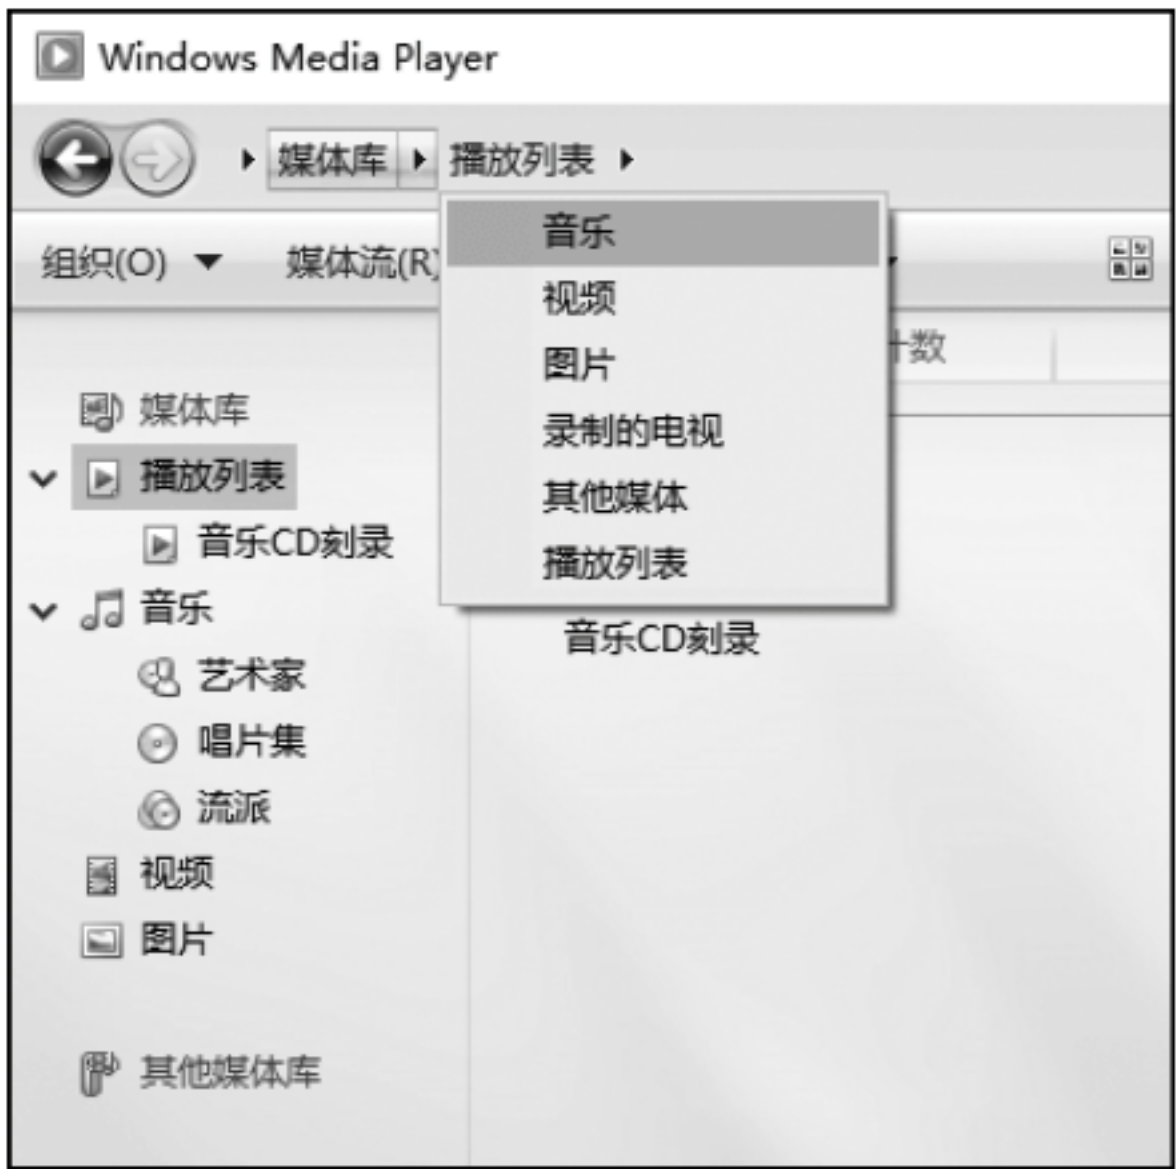 Windows Media Player
媒体库 播放列表
组织(O) 媒体流(R)
音乐
视频
图片
录制的电视
其他媒体
播放列表
计数
媒体库
播放列表
音乐CD刻录
音乐
艺术家
唱片集
流派
视频
图片
其他媒体库
音乐CD刻录